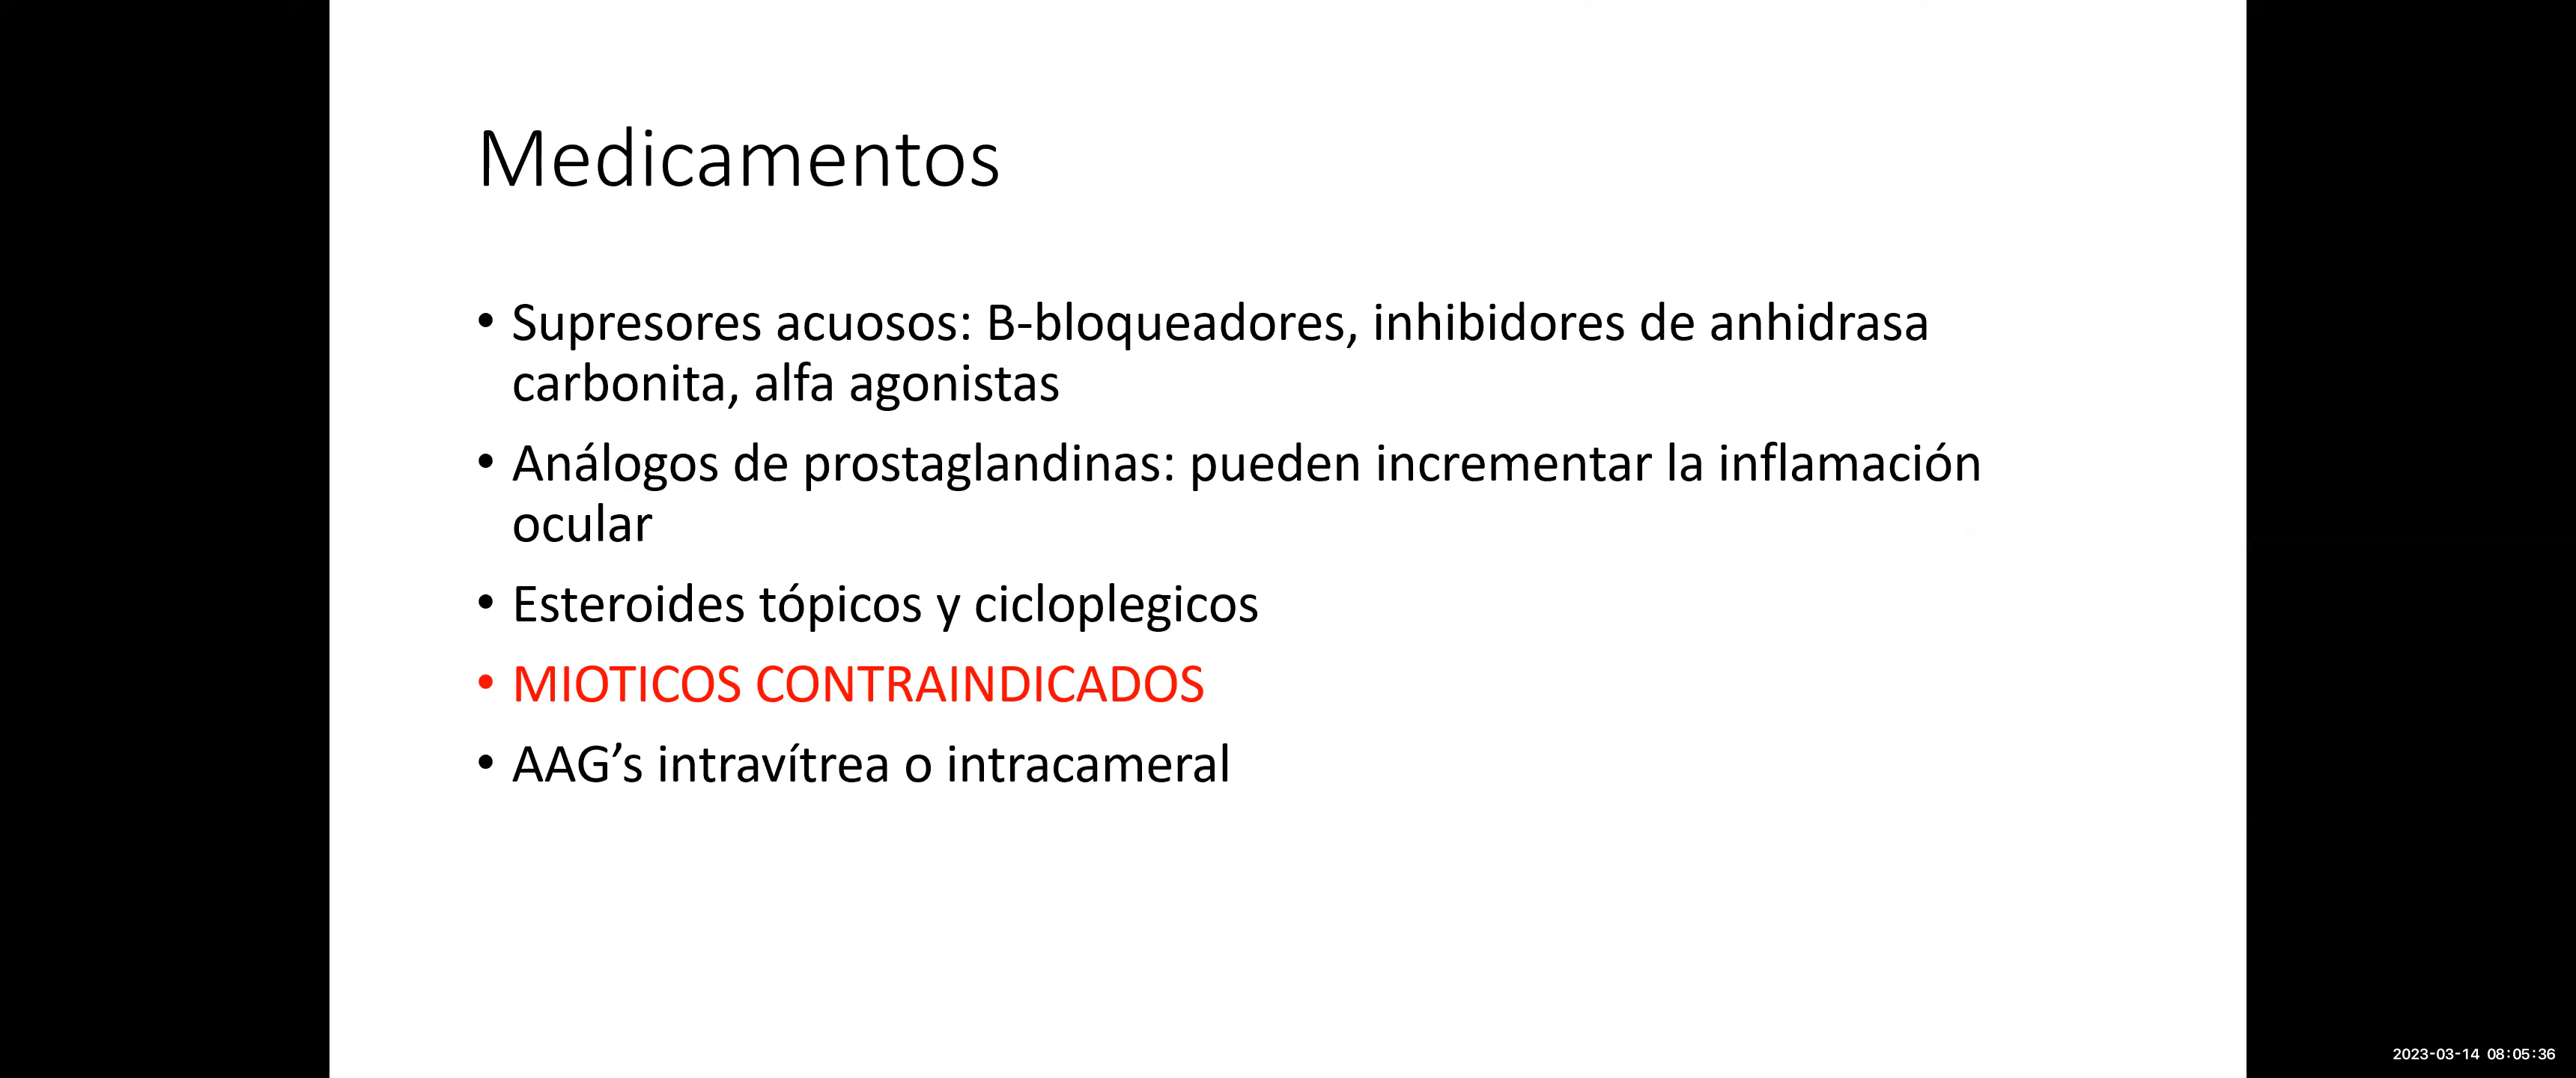 Medicamentos
• Supresores acuosos: B-bloqueadores, inhibidores de anhidrasa
carbonita, alfa agonistas
• Análogos de prostaglandinas: pueden incrementar la inflamación
ocular
• Esteroides tópicos y cicloplegicos
• MIOTICOS CONTRAINDICADOS
• AAG’s intravítrea o intracameral
2023-03-14 08:05:36